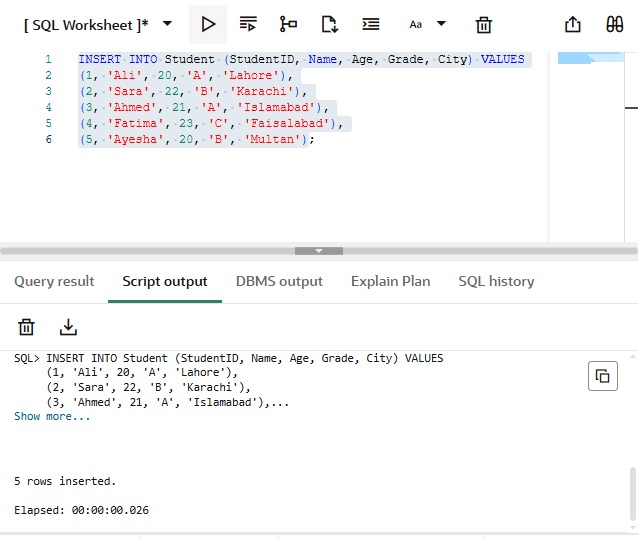 [ SQL Worksheet ]*
Aa
1 INSERT INTO Student (StudentID, Name, Age, Grade, City) VALUES
2 (1, 'Ali', 20, 'A', 'Lahore'),
3 (2, 'Sara', 22, 'B', 'Karachi'),
4 (3, 'Ahmed', 21, 'A', 'Islamabad'),
5 (4, 'Fatima', 23, 'C', 'Faisalabad'),
6 (5, 'Ayesha', 20, 'B', 'Multan');
Query result Script output DBMS output Explain Plan SQL history
SQL> INSERT INTO Student (StudentID, Name, Age, Grade, City) VALUES
(1, 'Ali', 20, 'A', 'Lahore'),
(2, 'Sara', 22, 'B', 'Karachi'),
(3, 'Ahmed', 21, 'A', 'Islamabad'),...
Show more...
5 rows inserted.
Elapsed: 00:00:00.026